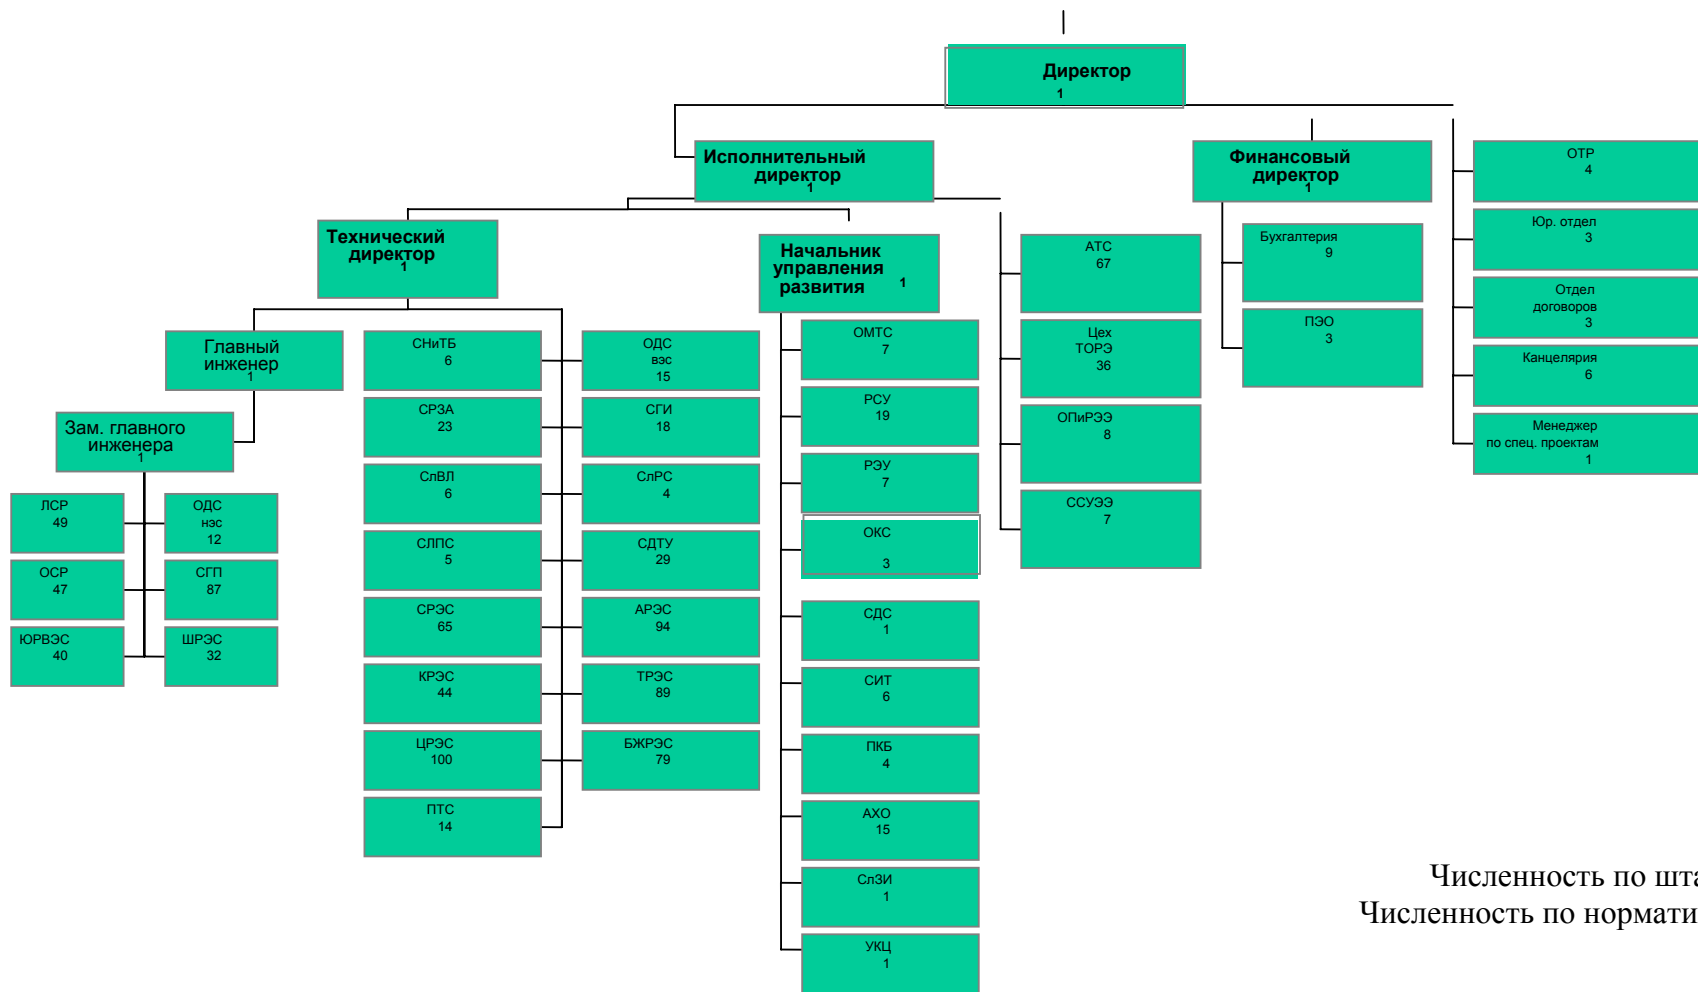 Директор
1
Исполнительный
директор
1
Финансовый
директор
1
ОТР
4
Юр. отдел
3
Отдел
договоров
3
Канцелярия
6
Менеджер
по спец. проектам
1
Бухгалтерия
9
ПЭО
3
Технический
директор
1
Начальник
управления
развития 1
АТС
67
Цех
ТОРЭ
36
ОПиРЭЭ
8
ССУЭЭ
7
Главный
инженер
1
Зам. главного
инженера
1
ЛСР
49
ОДС
нэс
12
ОСР
47
СГП
87
ЮРВЭС
40
ШРЭС
32
СНиТБ
6
ОДС
вэс
15
СРЗА
23
СГИ
18
СлВЛ
6
СлРС
4
СЛПС
5
СДТУ
29
СРЭС
65
АРЭС
94
КРЭС
44
ТРЭС
89
ЦРЭС
100
БЖРЭС
79
ПТС
14
ОМТС
7
РСУ
19
РЭУ
7
ОКС
3
СДС
1
СИТ
6
ПКБ
4
АХО
15
СлЗИ
1
УКЦ
1
Численность по шта
Численность по нормати